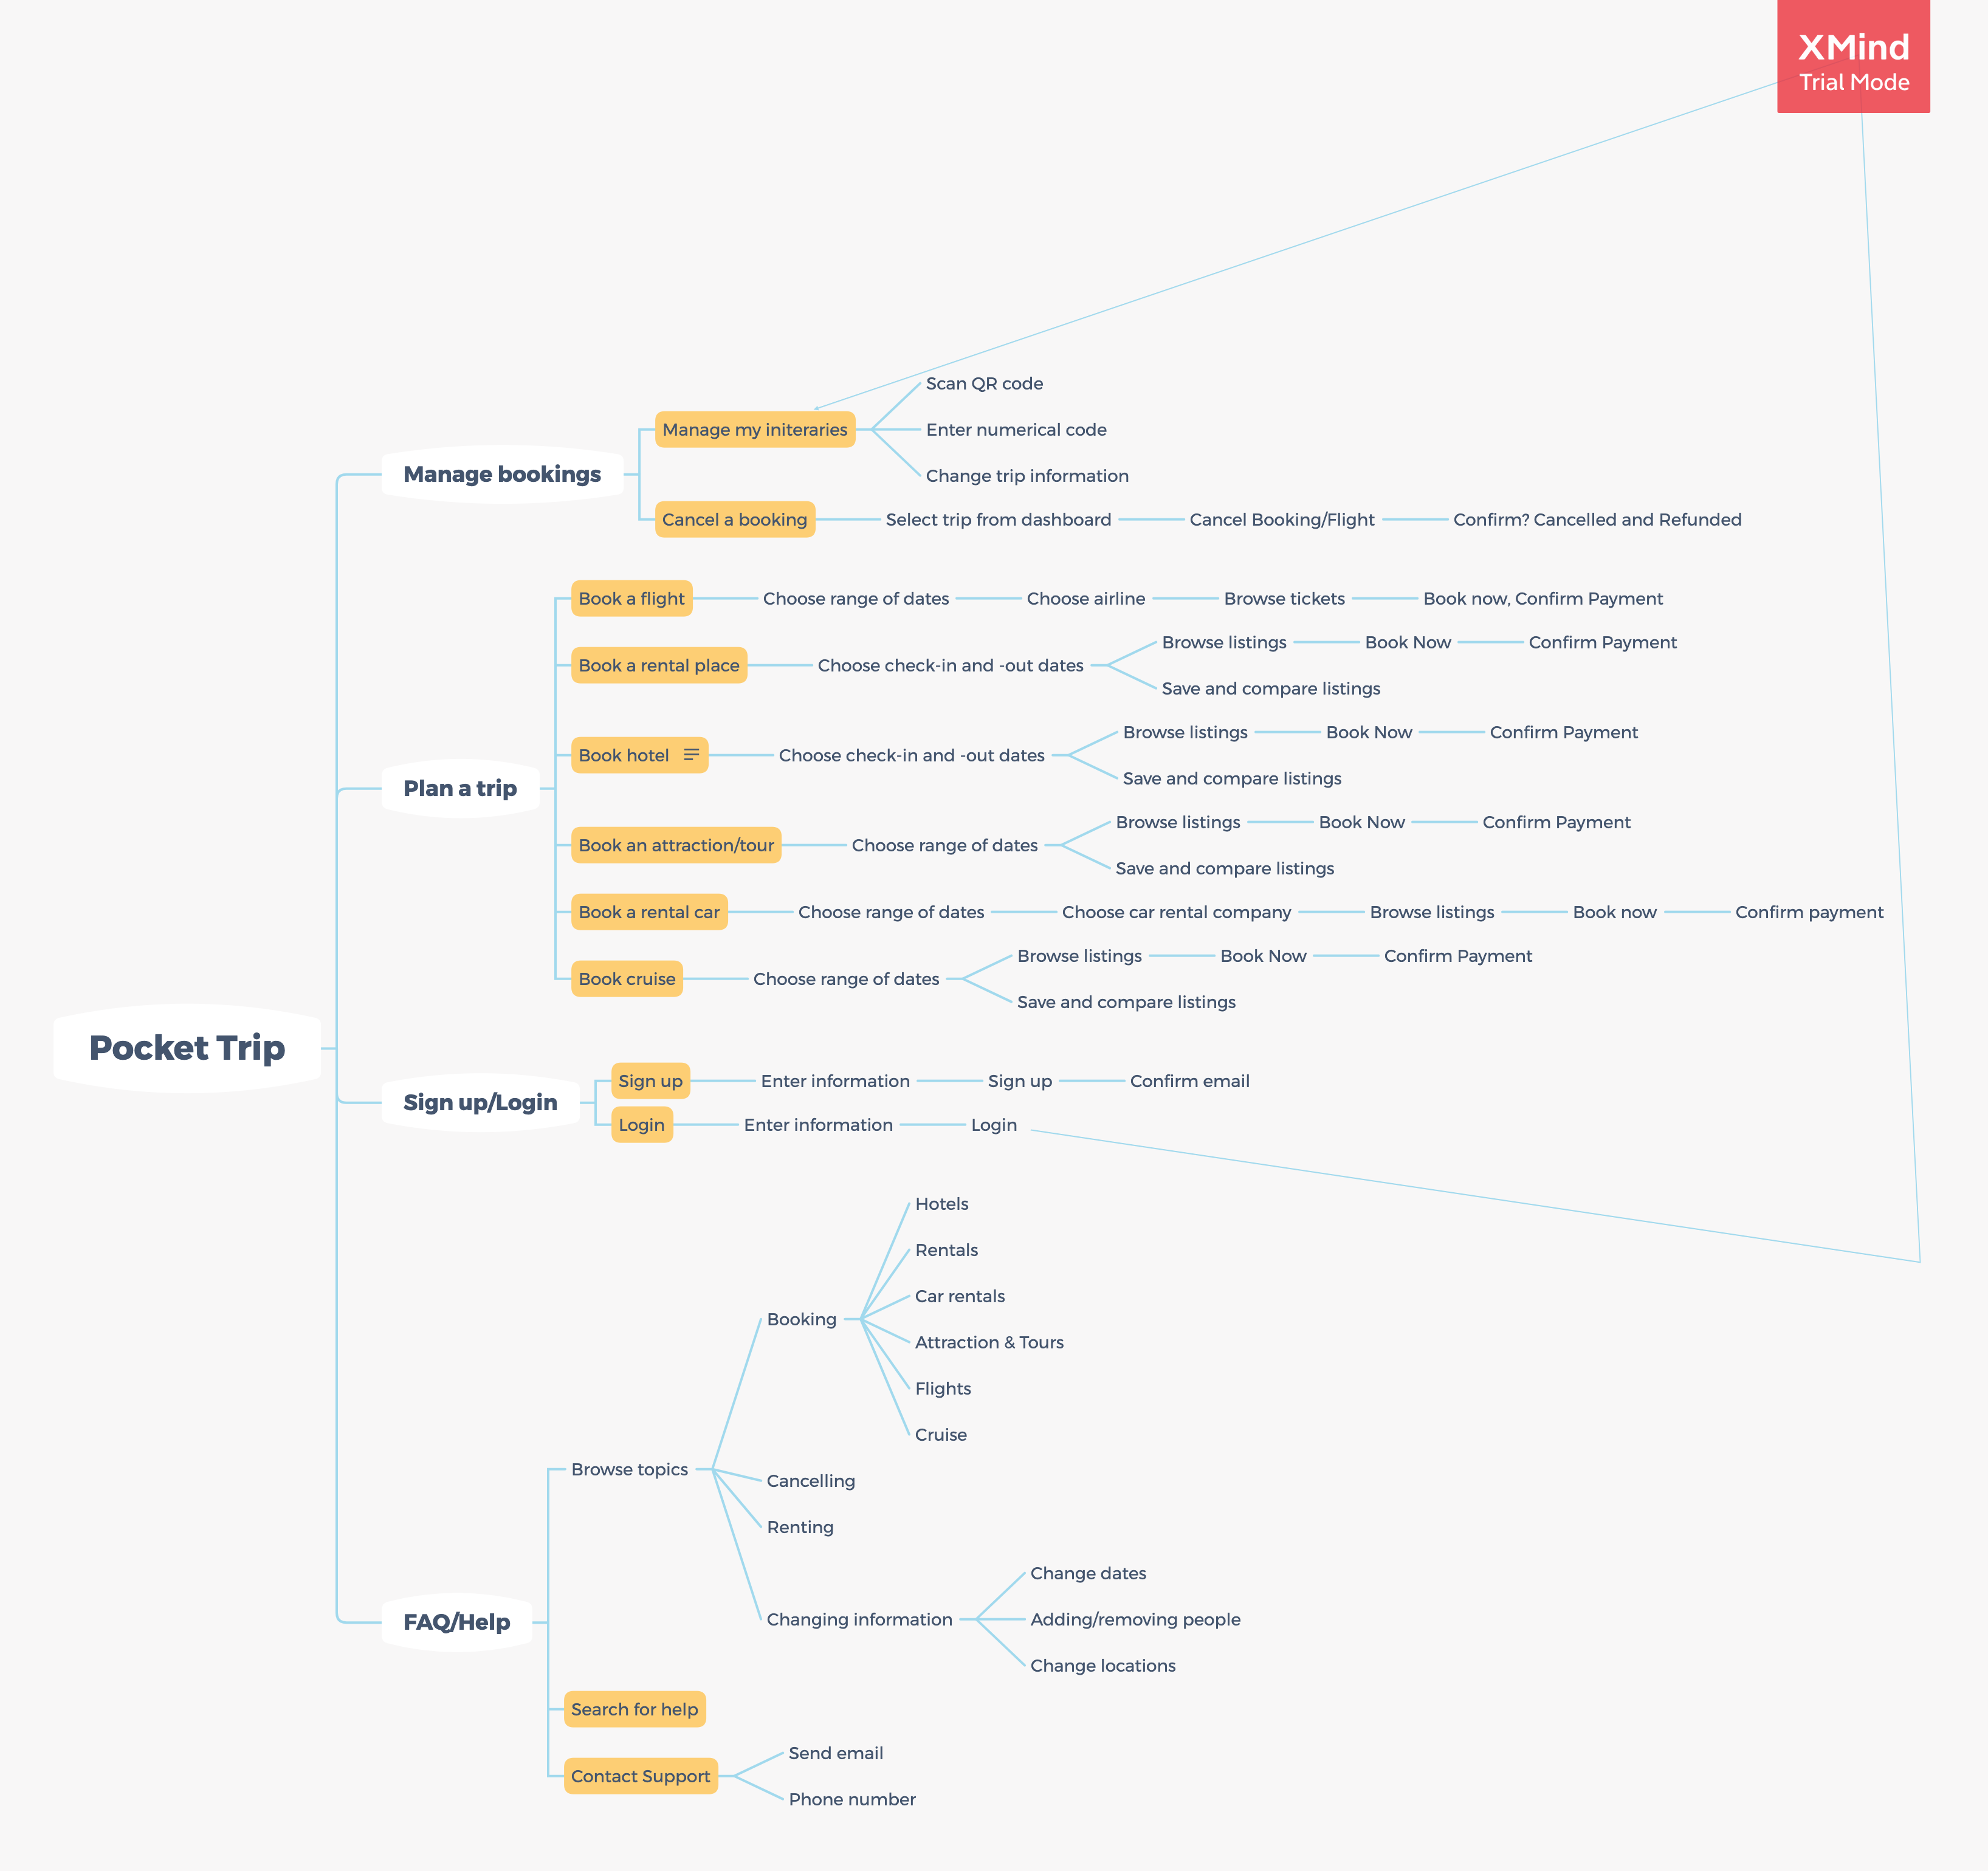 XMind
Trial Mode
Scan QR code
Manage my initeraries
Enter numerical code
Manage bookings
Change trip information
Cancel a booking
Select trip from dashboard
Cancel Booking/Flight
Confirm? Cancelled and Refunded
Book a flight
Choose range of dates
Choose airline
Browse tickets
Book now, Confirm Payment
Book a rental place
Choose check-in and -out dates
Browse listings
Book Now
Confirm Payment
Save and compare listings
Plan a trip
Book hotel
Choose check-in and -out dates
Browse listings
Book Now
Confirm Payment
Save and compare listings
Book an attraction/tour
Choose range of dates
Browse listings
Book Now
Confirm Payment
Save and compare listings
Book a rental car
Choose range of dates
Choose car rental company
Browse listings
Book now
Confirm payment
Book cruise
Choose range of dates
Browse listings
Book Now
Confirm Payment
Save and compare listings
Pocket Trip
Sign up/Login
Sign up
Enter information
Sign up
Confirm email
Login
Enter information
Login
FAQ/Help
Browse topics
Booking
Hotels
Rentals
Car rentals
Attraction & Tours
Flights
Cruise
Cancelling
Renting
Changing information
Change dates
Adding/removing people
Change locations
Search for help
Contact Support
Send email
Phone number